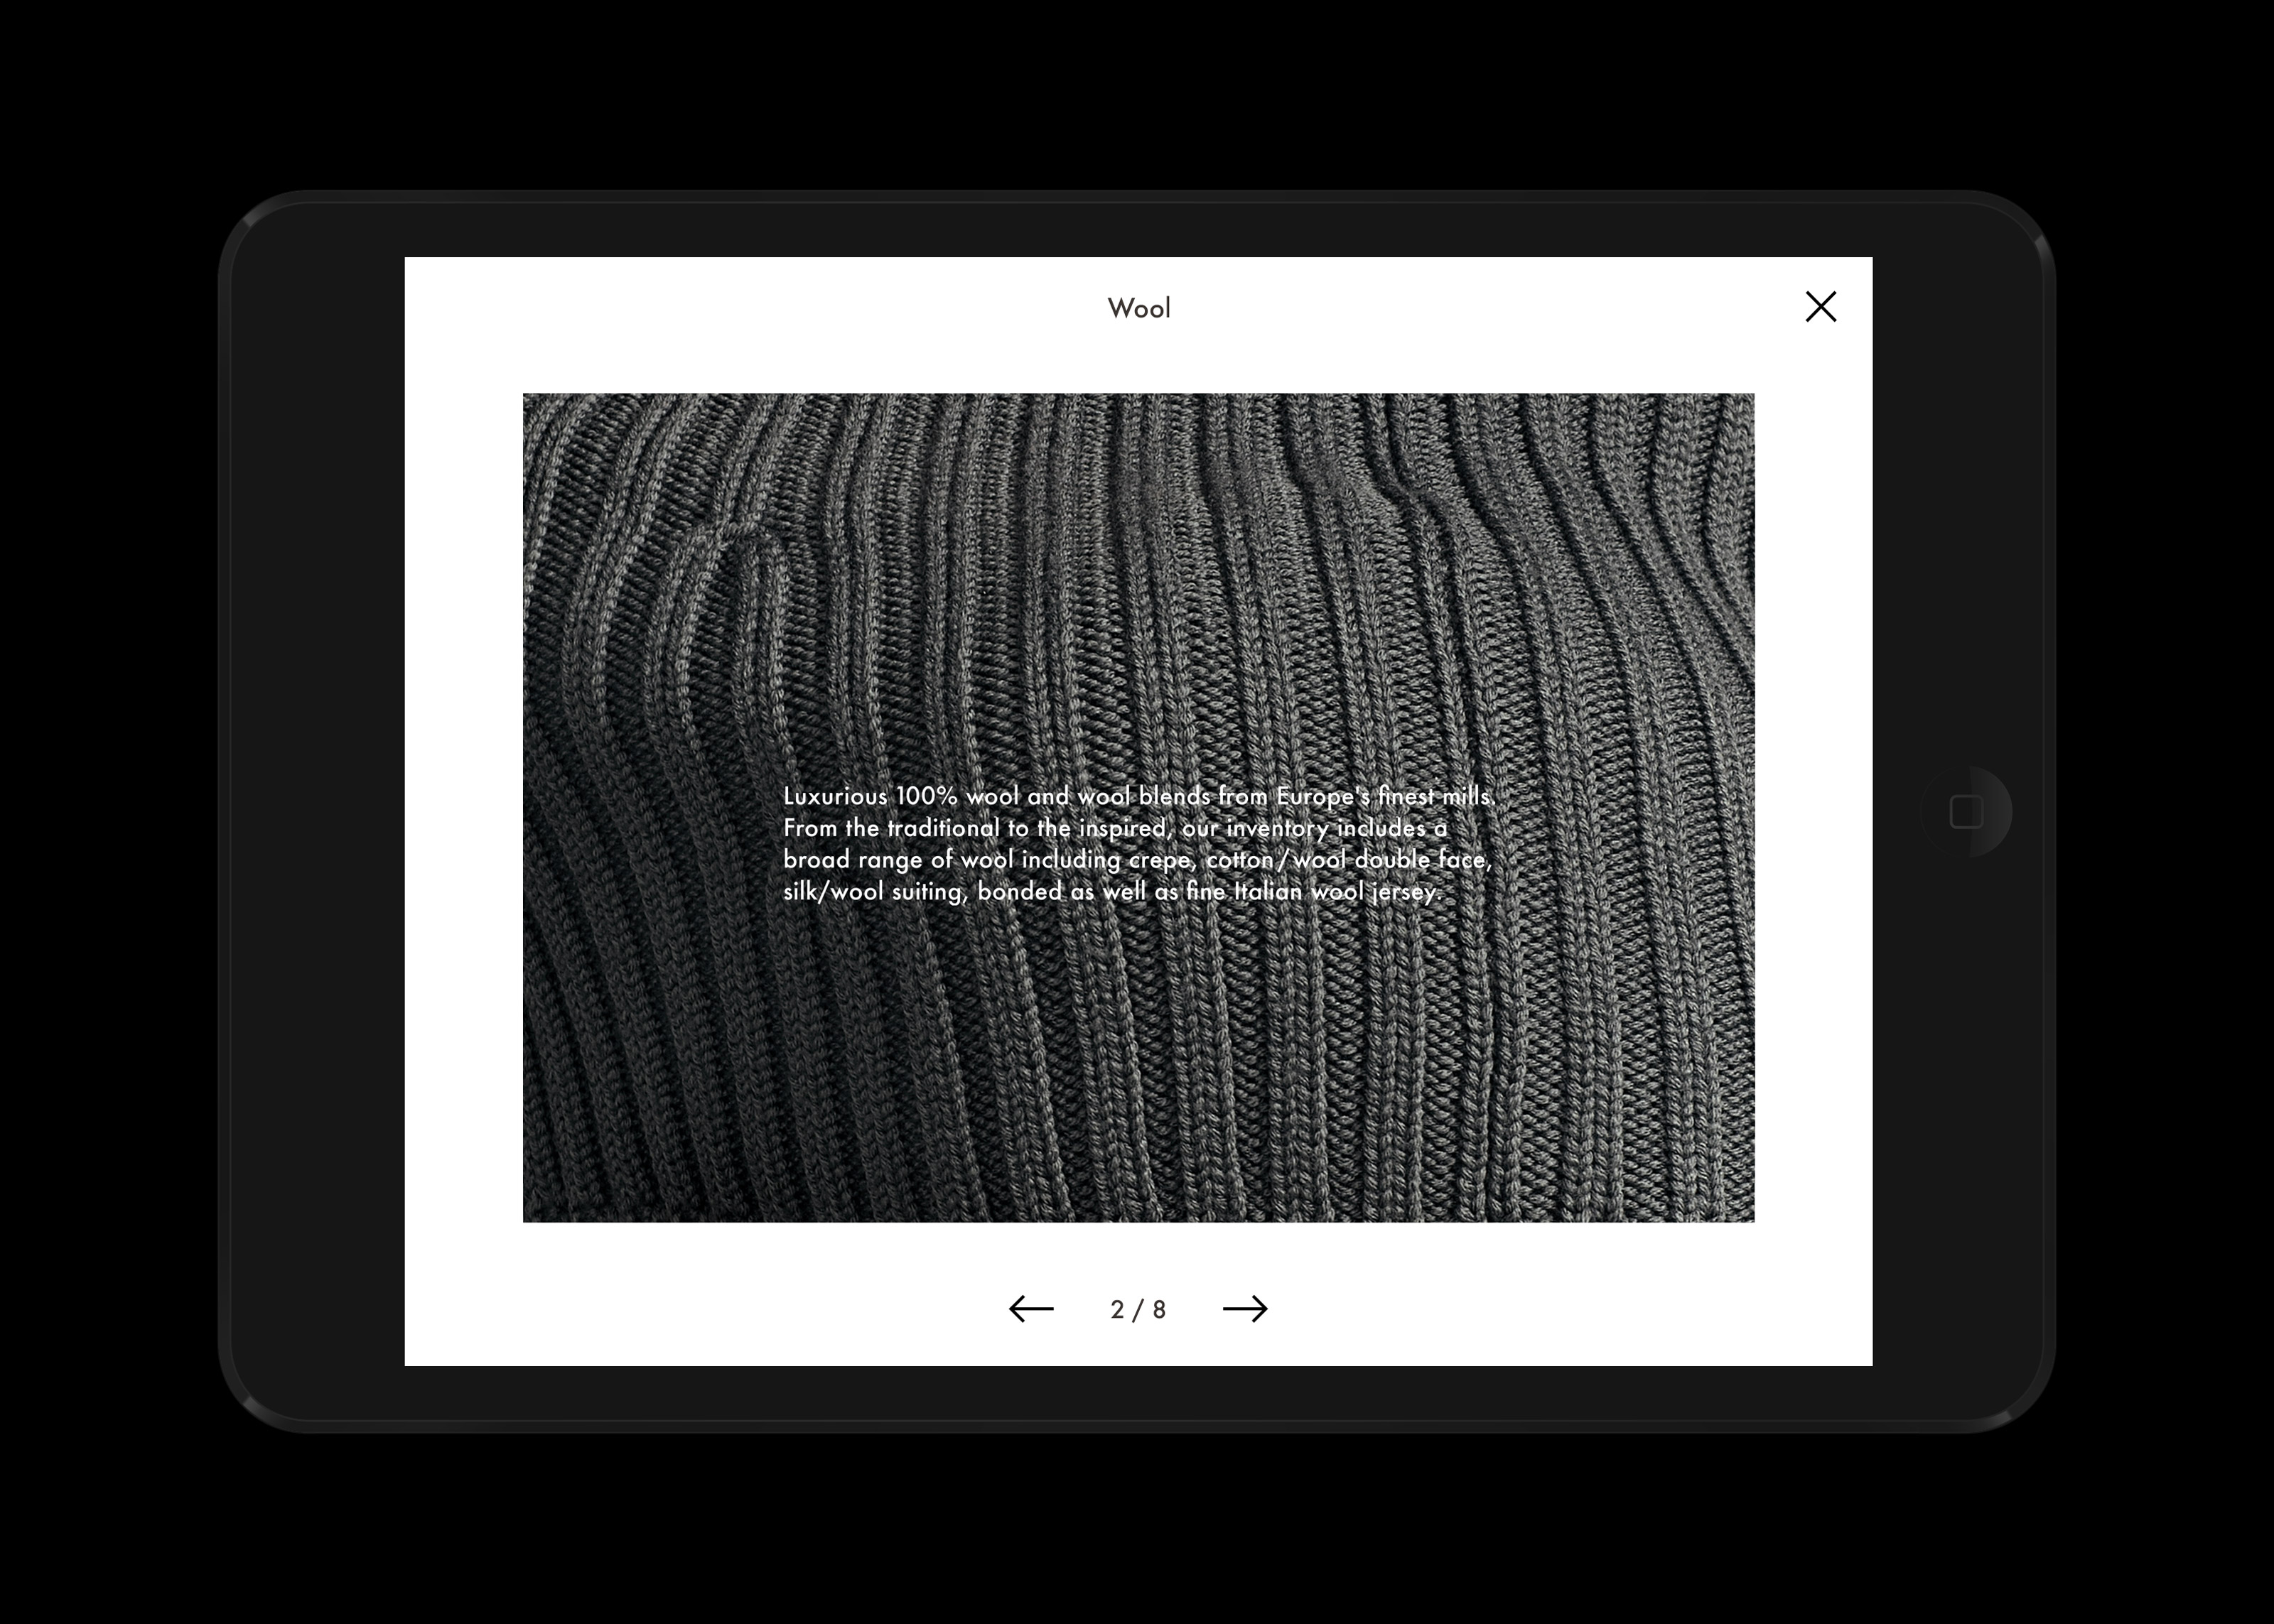 Wool
Luxurious 100% wool and wool blends from Europe's finest mills.
From the traditional to the inspired, our inventory includes a
broad range of wool including crepe, cotton/wool double face,
silk/wool suiting, bonded as well as fine Italian wool jersey.
2 / 8